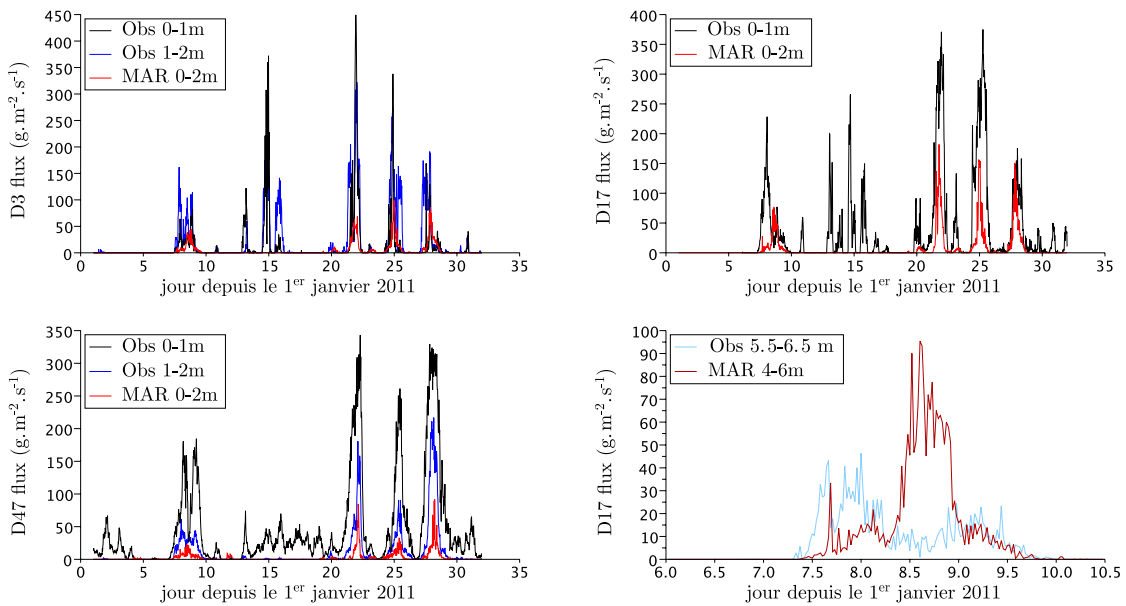 450
400
350
300
250
200
150
100
50
0
D3 flux (g.m⁻².s⁻¹)
Obs 0-1m
Obs 1-2m
MAR 0-2m
0 5 10 15 20 25 30 35
jour depuis le 1ᵉʳ janvier 2011
400
350
300
250
200
150
100
50
0
D17 flux (g.m⁻².s⁻¹)
Obs 0-1m
MAR 0-2m
0 5 10 15 20 25 30 35
jour depuis le 1ᵉʳ janvier 2011
350
300
250
200
150
100
50
0
D47 flux (g.m⁻².s⁻¹)
Obs 0-1m
Obs 1-2m
MAR 0-2m
0 5 10 15 20 25 30 35
jour depuis le 1ᵉʳ janvier 2011
100
90
80
70
60
50
40
30
20
10
0
D17 flux (g.m⁻².s⁻¹)
Obs 5.5-6.5 m
MAR 4-6m
6.0 6.5 7.0 7.5 8.0 8.5 9.0 9.5 10.0 10.5
jour depuis le 1ᵉʳ janvier 2011